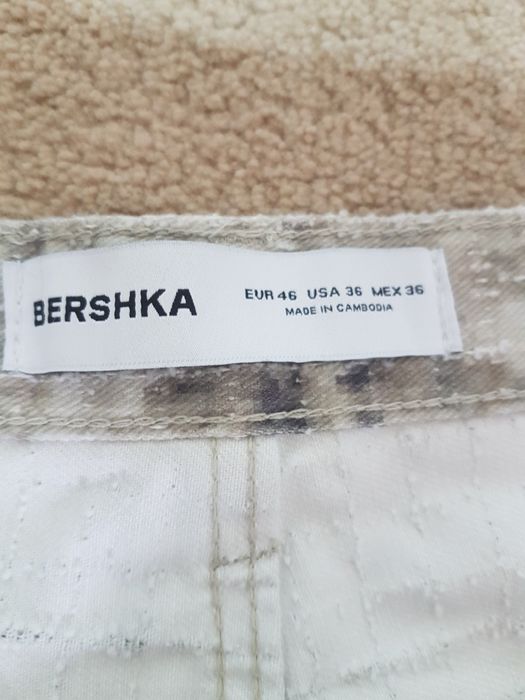 BERSHKA
EUR 46 USA 36 MEX 36
MADE IN CAMBODIA